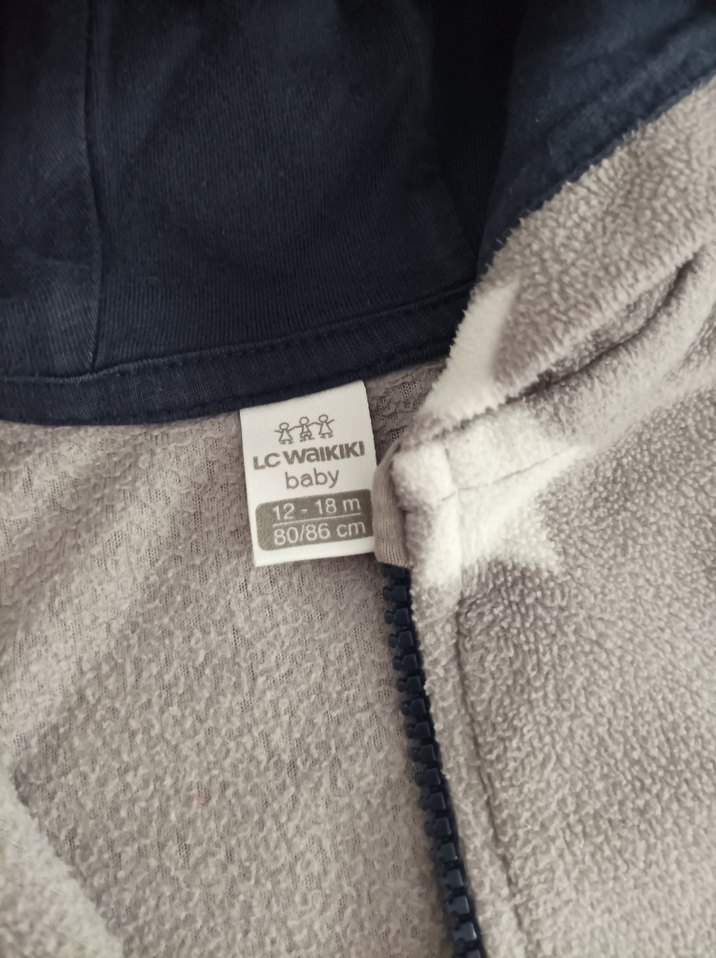 LC WAIKIKI
baby
12 - 18 m
80/86 cm